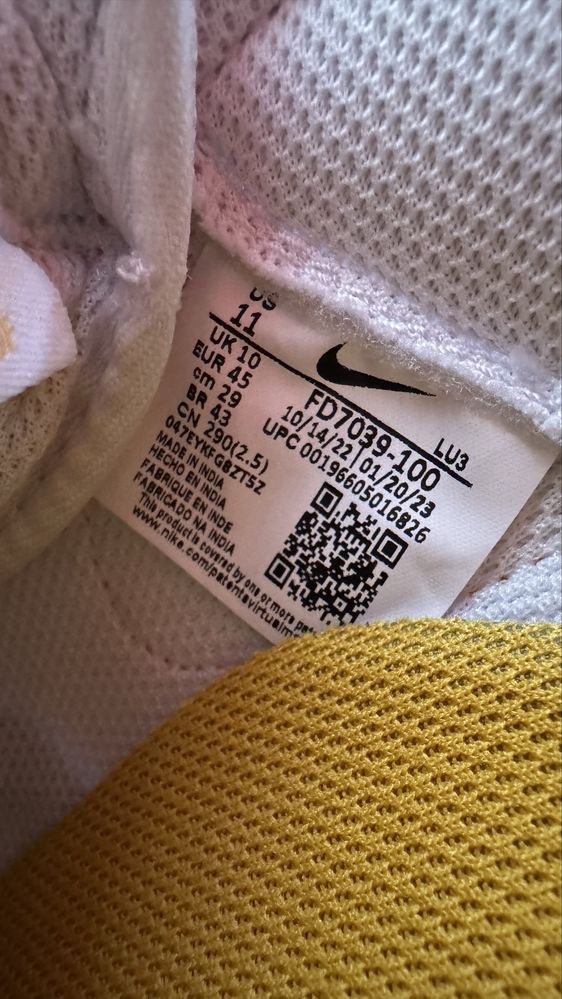 US
11
UK 10
EUR 45
cm 29
BR 43
CN 290(2.5)
047EYKFGBZT5Z
MADE IN INDIA
HECHO EN INDIA
FABRIQUE EN INDE
FABRICADO NA INDIA
This product is covered by one or more
www.nike.com/patents
FD7039-100 LU3
10/14/22 | 01/20/23
UPC 00196605016826